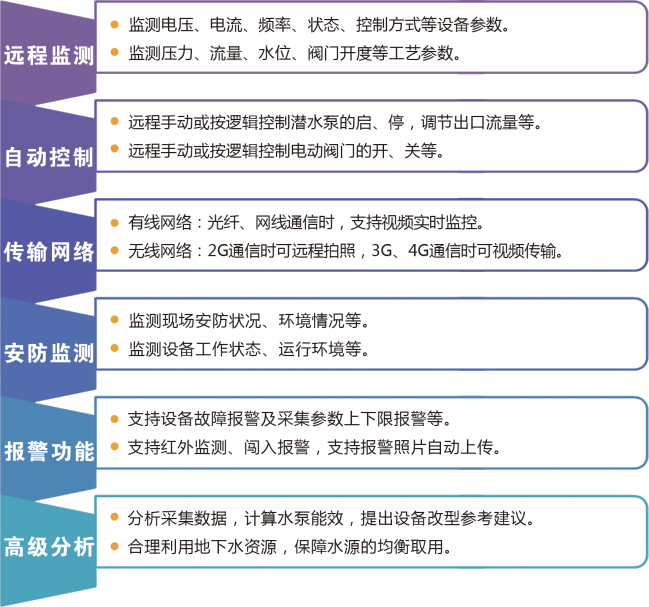 远程监测
监测电压、电流、频率、状态、控制方式等设备参数。
监测压力、流量、水位、阀门开度等工艺参数。
自动控制
远程手动或按逻辑控制潜水泵的启、停，调节出口流量等。
远程手动或按逻辑控制电动阀门的开、关等。
传输网络
有线网络：光纤、网线通信时，支持视频实时监控。
无线网络：2G通信时可远程拍照，3G、4G通信时可视频传输。
安防监测
监测现场安防状况、环境情况等。
监测设备工作状态、运行环境等。
报警功能
支持设备故障报警及采集参数上下限报警等。
支持红外监测、闯入报警，支持报警照片自动上传。
高级分析
分析采集数据，计算水泵能效，提出设备改型参考建议。
合理利用地下水资源，保障水源的均衡取用。